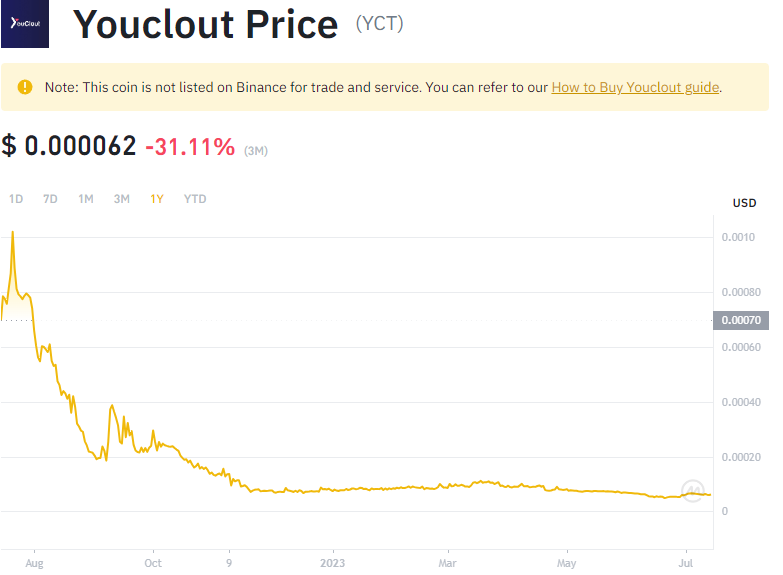 YouClout
Youclout Price (YCT)
Note: This coin is not listed on Binance for trade and service. You can refer to our How to Buy Youclout guide.
$ 0.000062 -31.11% (3M)
1D 7D 1M 3M 1Y YTD
USD
0.0010
0.00080
0.00070
0.00060
0.00040
0.00020
0
Aug Oct 9 2023 Mar May Jul